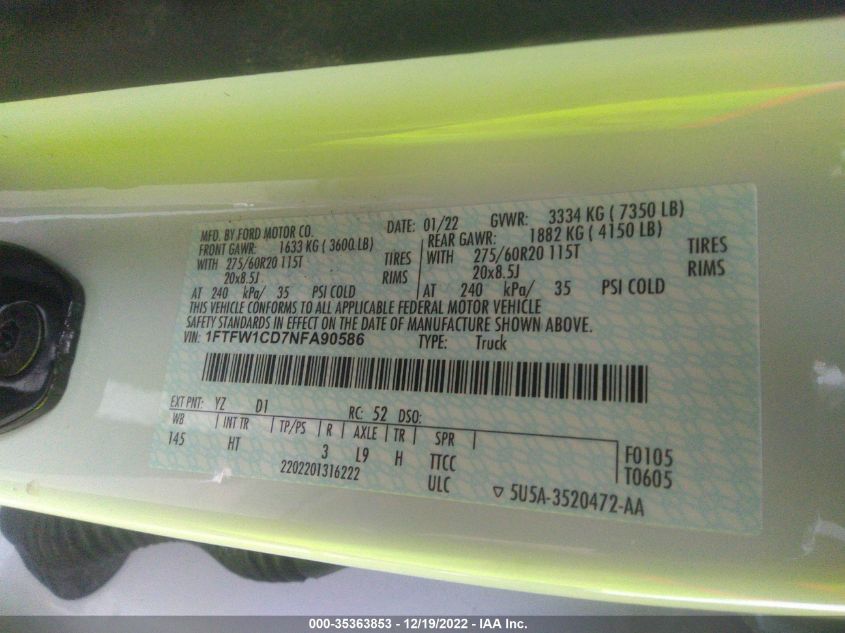 MFD. BY FORD MOTOR CO. DATE: 01/22 GVWR: 3334 KG ( 7350 LB)
FRONT GAWR: 1633 KG ( 3600 LB) REAR GAWR: 1882 KG ( 4150 LB)
WITH 275/60R20 115T TIRES WITH 275/60R20 115T TIRES
20x8.5J RIMS 20x8.5J RIMS
AT 240 kPa/ 35 PSI COLD AT 240 kPa/ 35 PSI COLD
THIS VEHICLE CONFORMS TO ALL APPLICABLE FEDERAL MOTOR VEHICLE
SAFETY STANDARDS IN EFFECT ON THE DATE OF MANUFACTURE SHOWN ABOVE.
VIN: 1FTFW1CD7NFA90586 TYPE: Truck
EXT PNT: YZ D1 RC: 52 DSO:
WB INT TR TP/PS R AXLE TR SPR F0105
145 HT 3 L9 H TTCC T0605
2202201316222 ULC ▽ 5U5A-3520472-AA
000-35363853 - 12/19/2022 - IAA Inc.